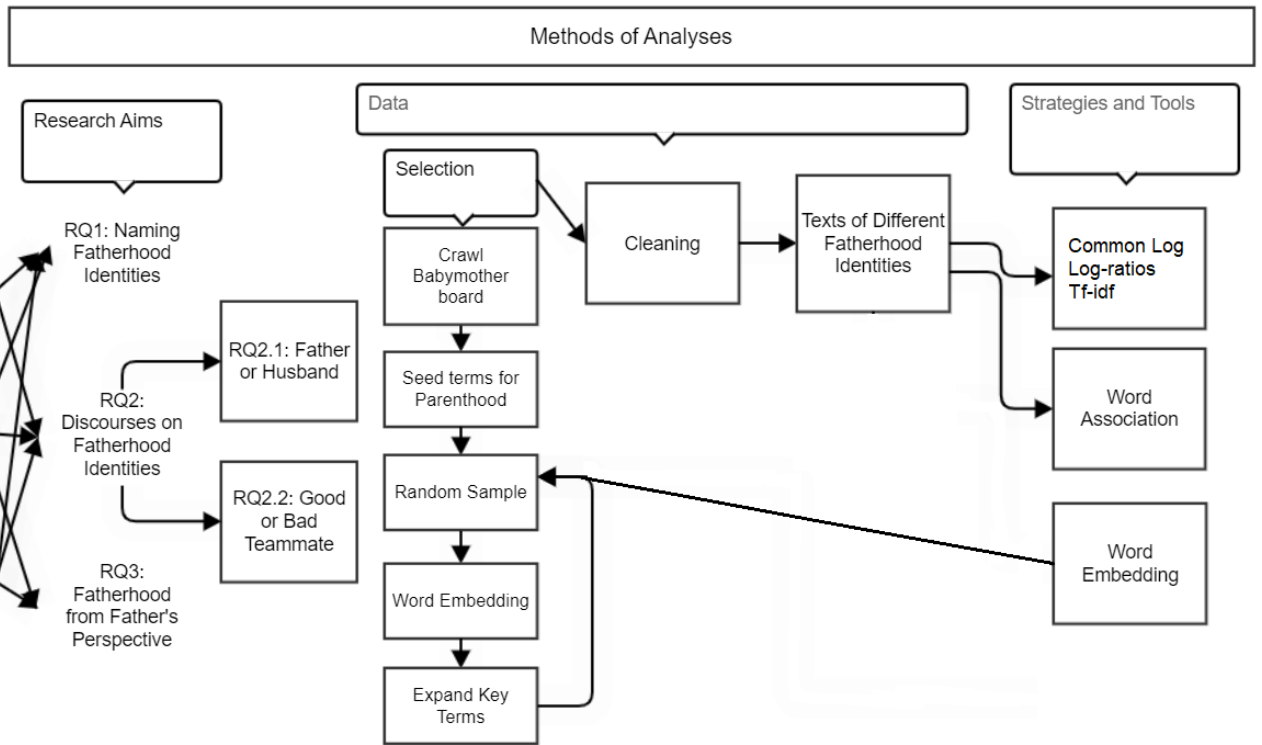 Methods of Analyses
Research Aims
RQ1: Naming
Fatherhood
Identities
RQ2:
Discourses on
Fatherhood
Identities
RQ3:
Fatherhood
from Father's
Perspective
RQ2.1: Father
or Husband
RQ2.2: Good
or Bad
Teammate
Data
Selection
Crawl
Babymother
board
Seed terms for
Parenthood
Random Sample
Word Embedding
Expand Key
Terms
Cleaning
Texts of Different
Fatherhood
Identities
Strategies and Tools
Common Log
Log-ratios
Tf-idf
Word
Association
Word
Embedding